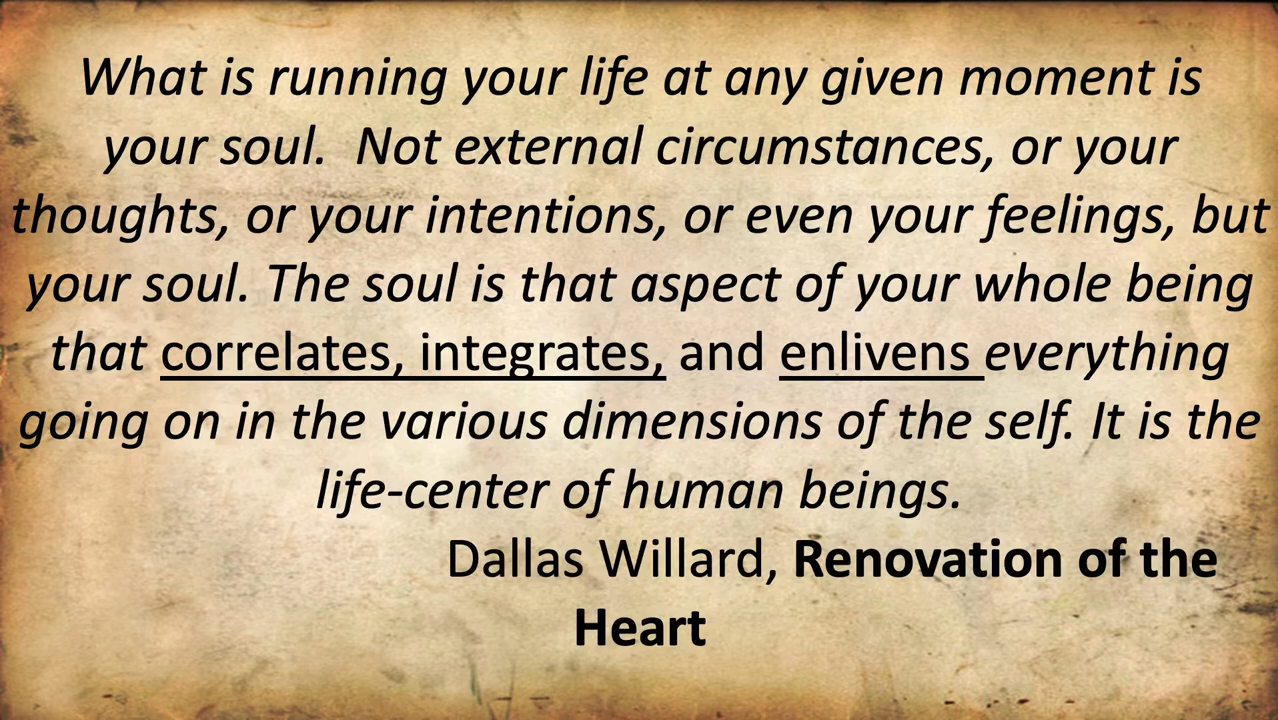 What is running your life at any given moment is
your soul.  Not external circumstances, or your
thoughts, or your intentions, or even your feelings, but
your soul. The soul is that aspect of your whole being
that correlates, integrates, and enlivens everything
going on in the various dimensions of the self. It is the
life-center of human beings.
Dallas Willard, Renovation of the
Heart